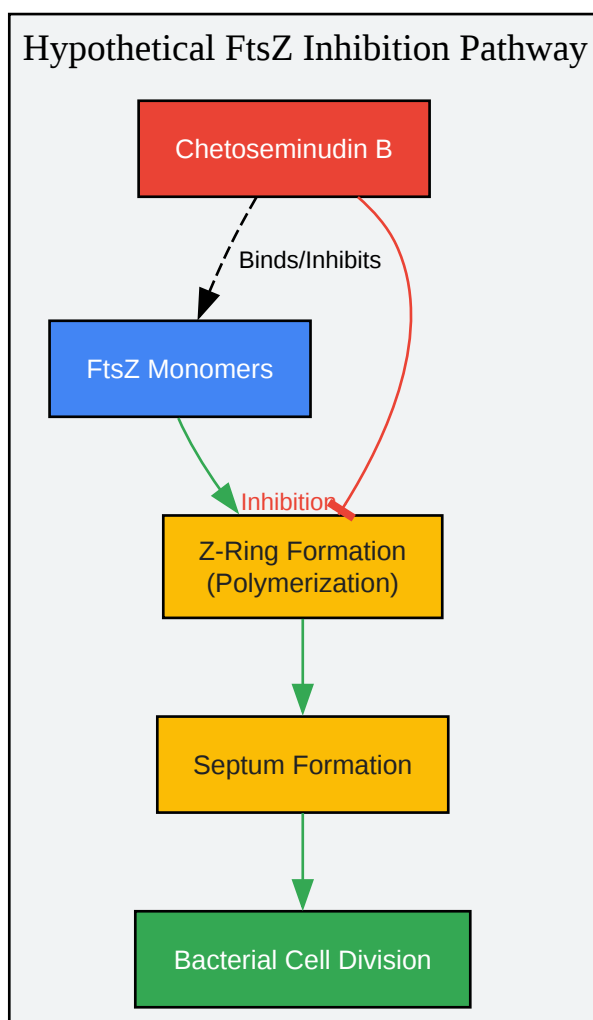 Hypothetical FtsZ Inhibition Pathway
Chetoseminudin B
Binds/Inhibits
FtsZ Monomers
Inhibition
Z-Ring Formation
(Polymerization)
Septum Formation
Bacterial Cell Division